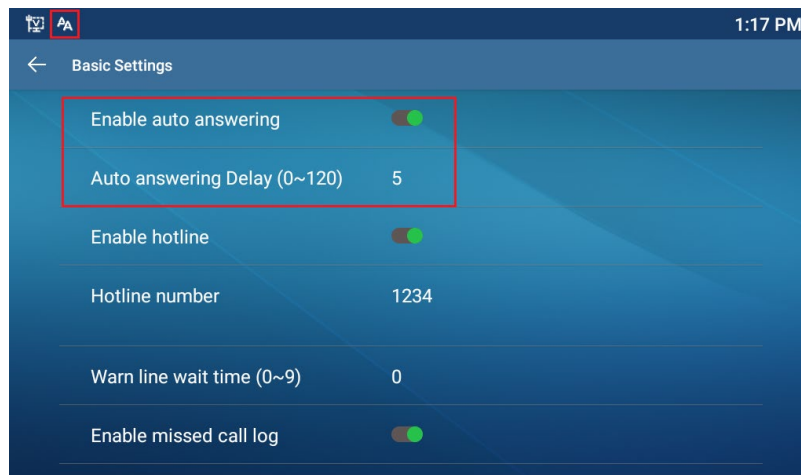 AA 1:17 PM
Basic Settings
Enable auto answering
Auto answering Delay (0~120) 5
Enable hotline
Hotline number 1234
Warn line wait time (0~9) 0
Enable missed call log